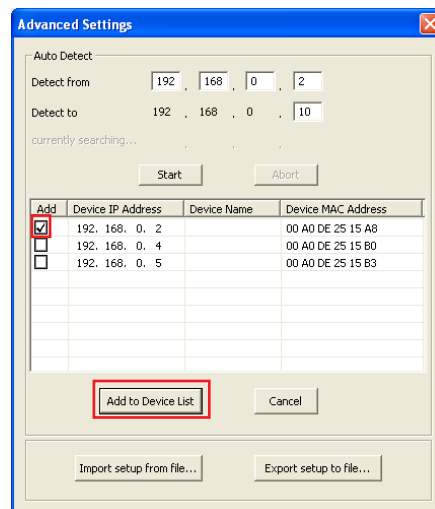 Advanced Settings
Auto Detect
Detect from 192 . 168 . 0 . 2
Detect to 192 . 168 . 0 . 10
currently searching... . . .
Start Abort
Add Device IP Address Device Name Device MAC Address
192. 168. 0. 2 00 A0 DE 25 15 A8
192. 168. 0. 4 00 A0 DE 25 15 B0
192. 168. 0. 5 00 A0 DE 25 15 B3
Add to Device List Cancel
Import setup from file... Export setup to file...